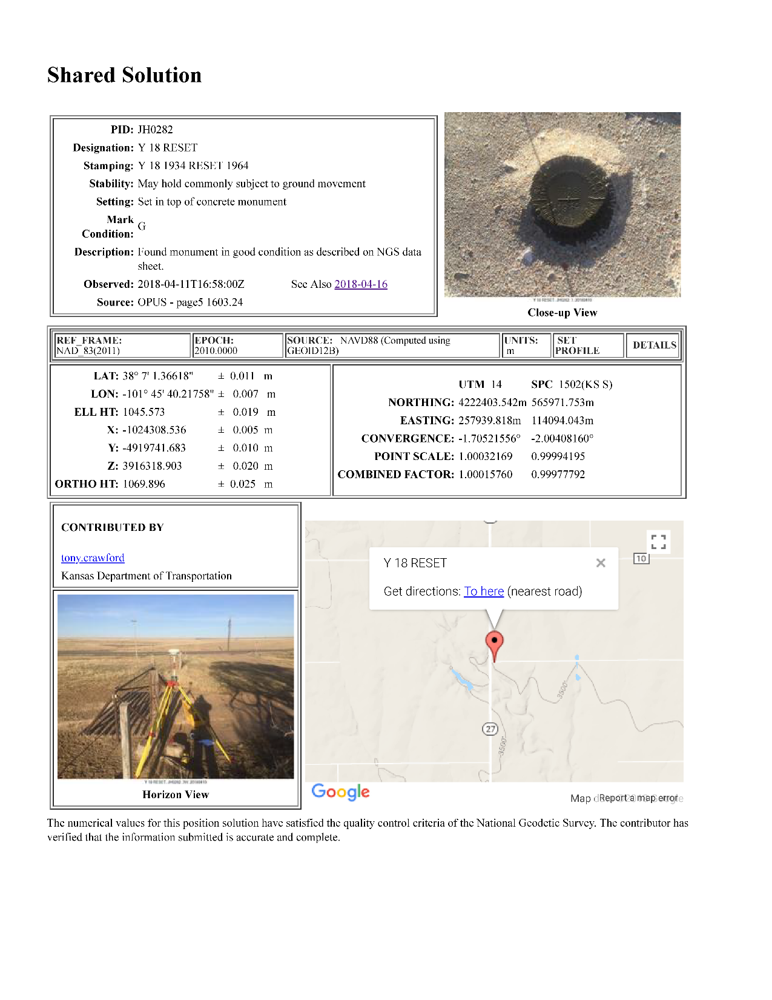 Shared Solution
PID: JH0282
Designation: Y 18 RESET
Stamping: Y 18 1934 RESET 1964
Stability: May hold commonly subject to ground movement
Setting: Set in top of concrete monument
Mark Condition: G
Description: Found monument in good condition as described on NGS data
sheet.
Observed: 2018-04-11T16:58:00Z See Also 2018-04-16
Source: OPUS - page5 1603.24
Y 18 RESET
Close-up View
REF_FRAME: NAD_83(2011)
EPOCH: 2010.0000
SOURCE: NAVD88 (Computed using GEOID12B)
UNITS: m
SET PROFILE
DETAILS
LAT: 38° 7' 1.36618" ± 0.011 m
LON: -101° 45' 40.21758" ± 0.007 m
ELL HT: 1045.573 ± 0.019 m
X: -1024308.536 ± 0.005 m
Y: -4919741.683 ± 0.010 m
Z: 3916318.903 ± 0.020 m
ORTHO HT: 1069.896 ± 0.025 m
UTM 14 SPC 1502(KS S)
NORTHING: 4222403.542m 565971.753m
EASTING: 257939.818m 114094.043m
CONVERGENCE: -1.70521556° -2.00408160°
POINT SCALE: 1.00032169 0.99994195
COMBINED FACTOR: 1.00015760 0.99977792
CONTRIBUTED BY
tony.crawford
Kansas Department of Transportation
Horizon View
Y 18 RESET
Get directions: To here (nearest road)
10
3500'
27
3500'
Google
Map Report a map error
The numerical values for this position solution have satisfied the quality control criteria of the National Geodetic Survey. The contributor has
verified that the information submitted is accurate and complete.